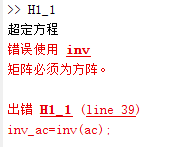 >> H1_1
超定方程
错误使用 inv
矩阵必须为方阵。
出错 H1_1 (line 39)
inv_ac=inv(ac);